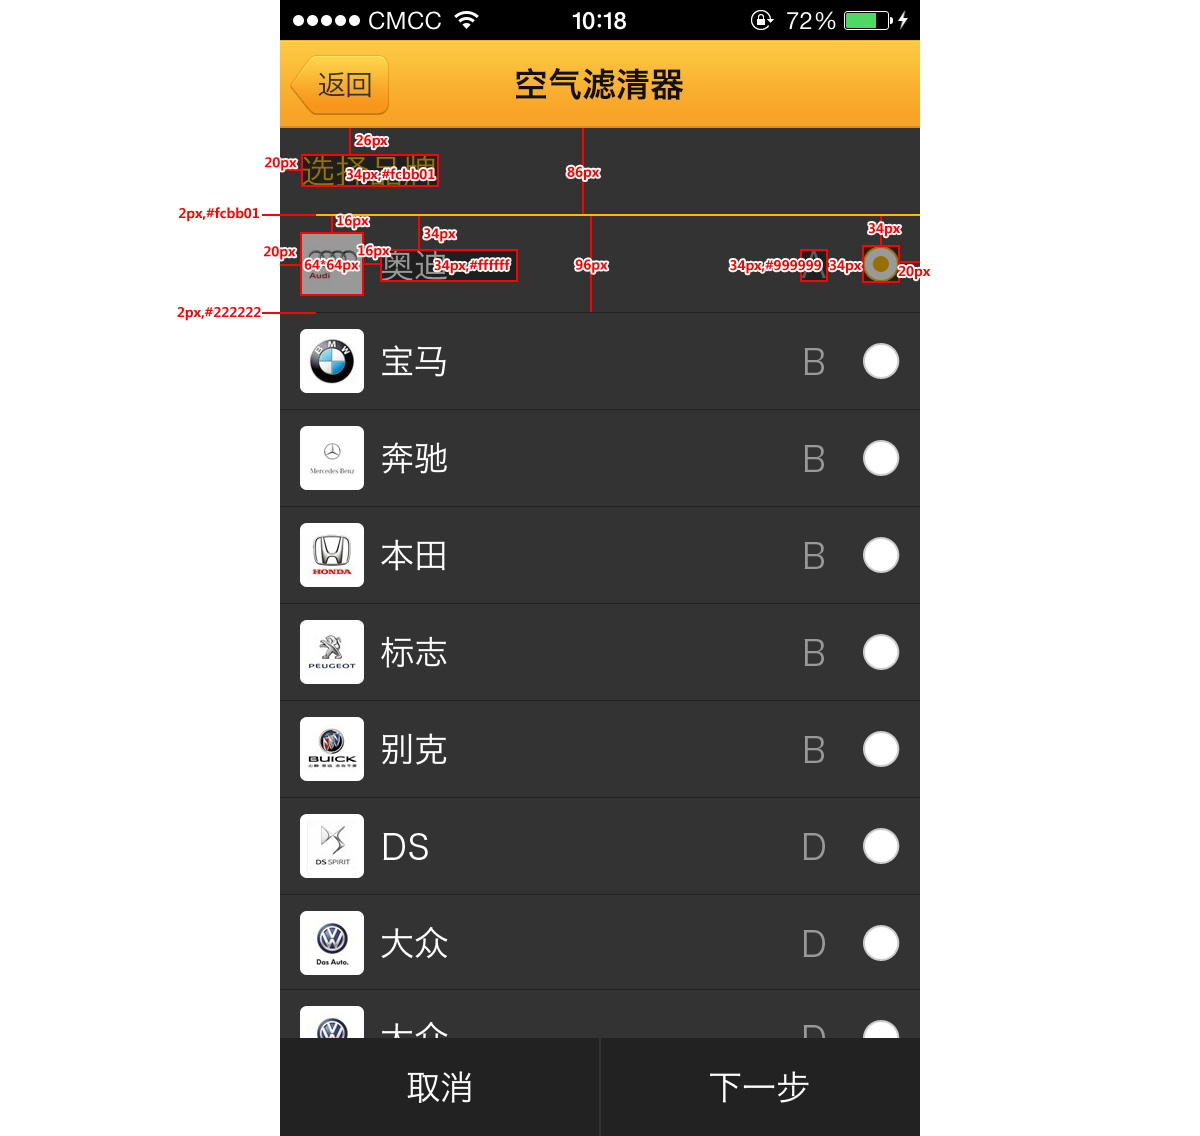 CMCC 10:18 72%
返回 空气滤清器
26px
20px 选择品牌 34px,#fcbb01 86px
2px,#fcbb01
16px 34px 34px
20px 64*64px Audi 16px 奥迪 34px,#ffffff 96px 34px,#999999 A 34px 20px
2px,#222222
BMW 宝马 B
Mercedes-Benz 奔驰 B
HONDA 本田 B
PEUGEOT 标志 B
BUICK 别克 B
DS SPIRIT DS D
Das Auto. 大众 D
大众 D
取消 下一步